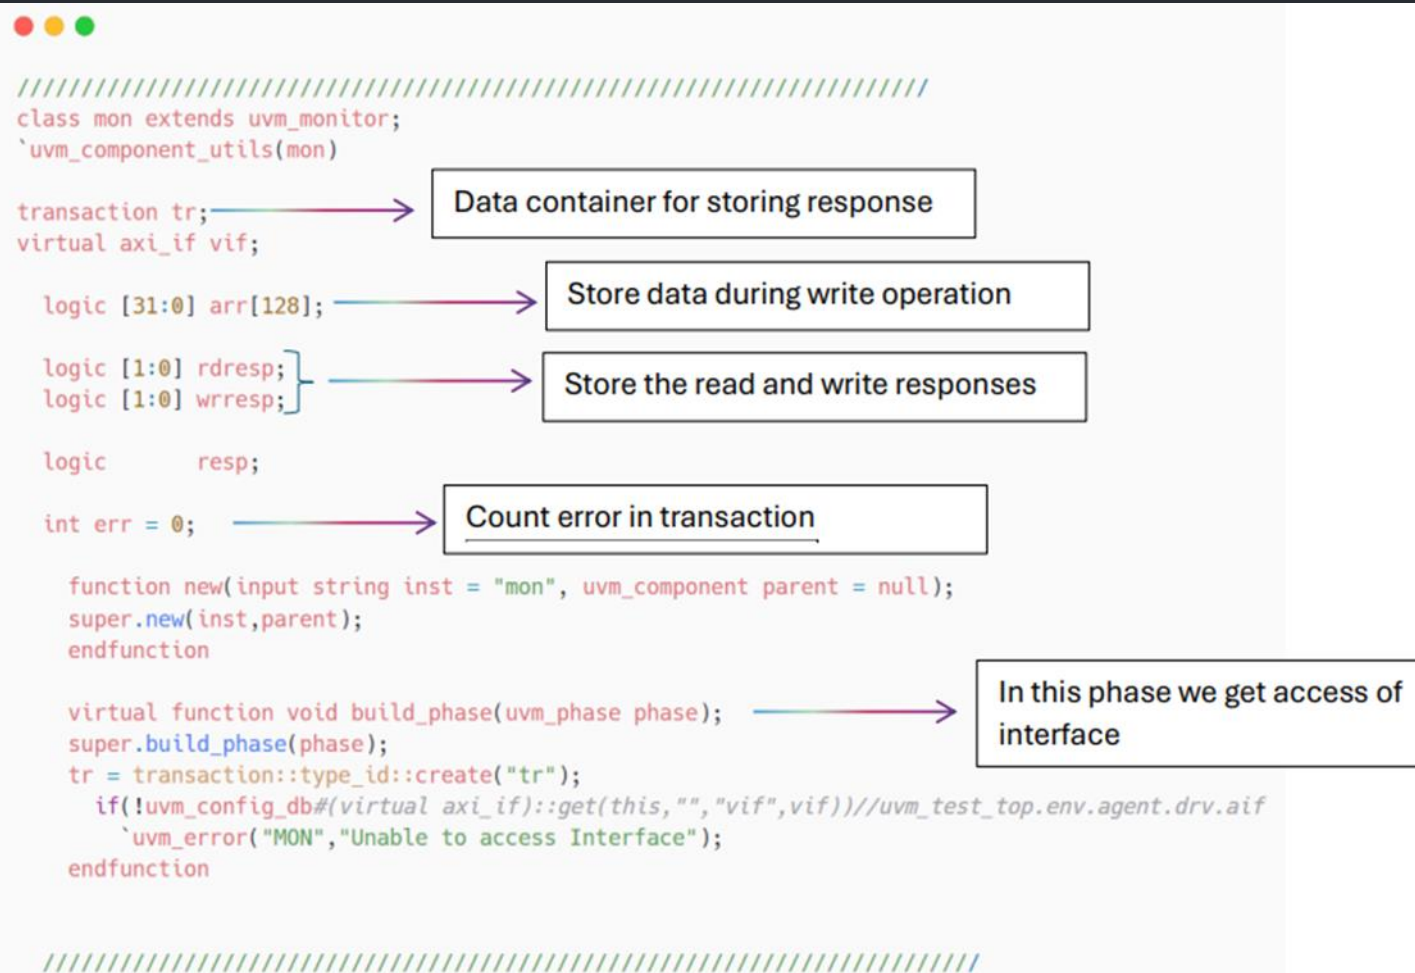 ////////////////////////////////////////////////////////////////////////
class mon extends uvm_monitor;
`uvm_component_utils(mon)
transaction tr;
Data container for storing response
virtual axi_if vif;
logic [31:0] arr[128];
Store data during write operation
logic [1:0] rdresp;
logic [1:0] wrresp;
Store the read and write responses
logic       resp;
int err = 0;
Count error in transaction
function new(input string inst = "mon", uvm_component parent = null);
super.new(inst,parent);
endfunction
virtual function void build_phase(uvm_phase phase);
In this phase we get access of
interface
super.build_phase(phase);
tr = transaction::type_id::create("tr");
if(!uvm_config_db#(virtual axi_if)::get(this,"","vif",vif))//uvm_test_top.env.agent.drv.aif
`uvm_error("MON","Unable to access Interface");
endfunction
//////////////////////////////////////////////////////////////////////////